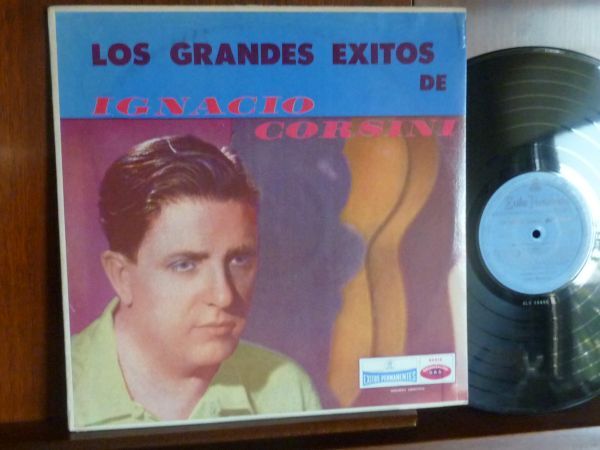 LOS GRANDES EXITOS
DE
IGNACIO
CORSINI
EXITOS PERMANENTES